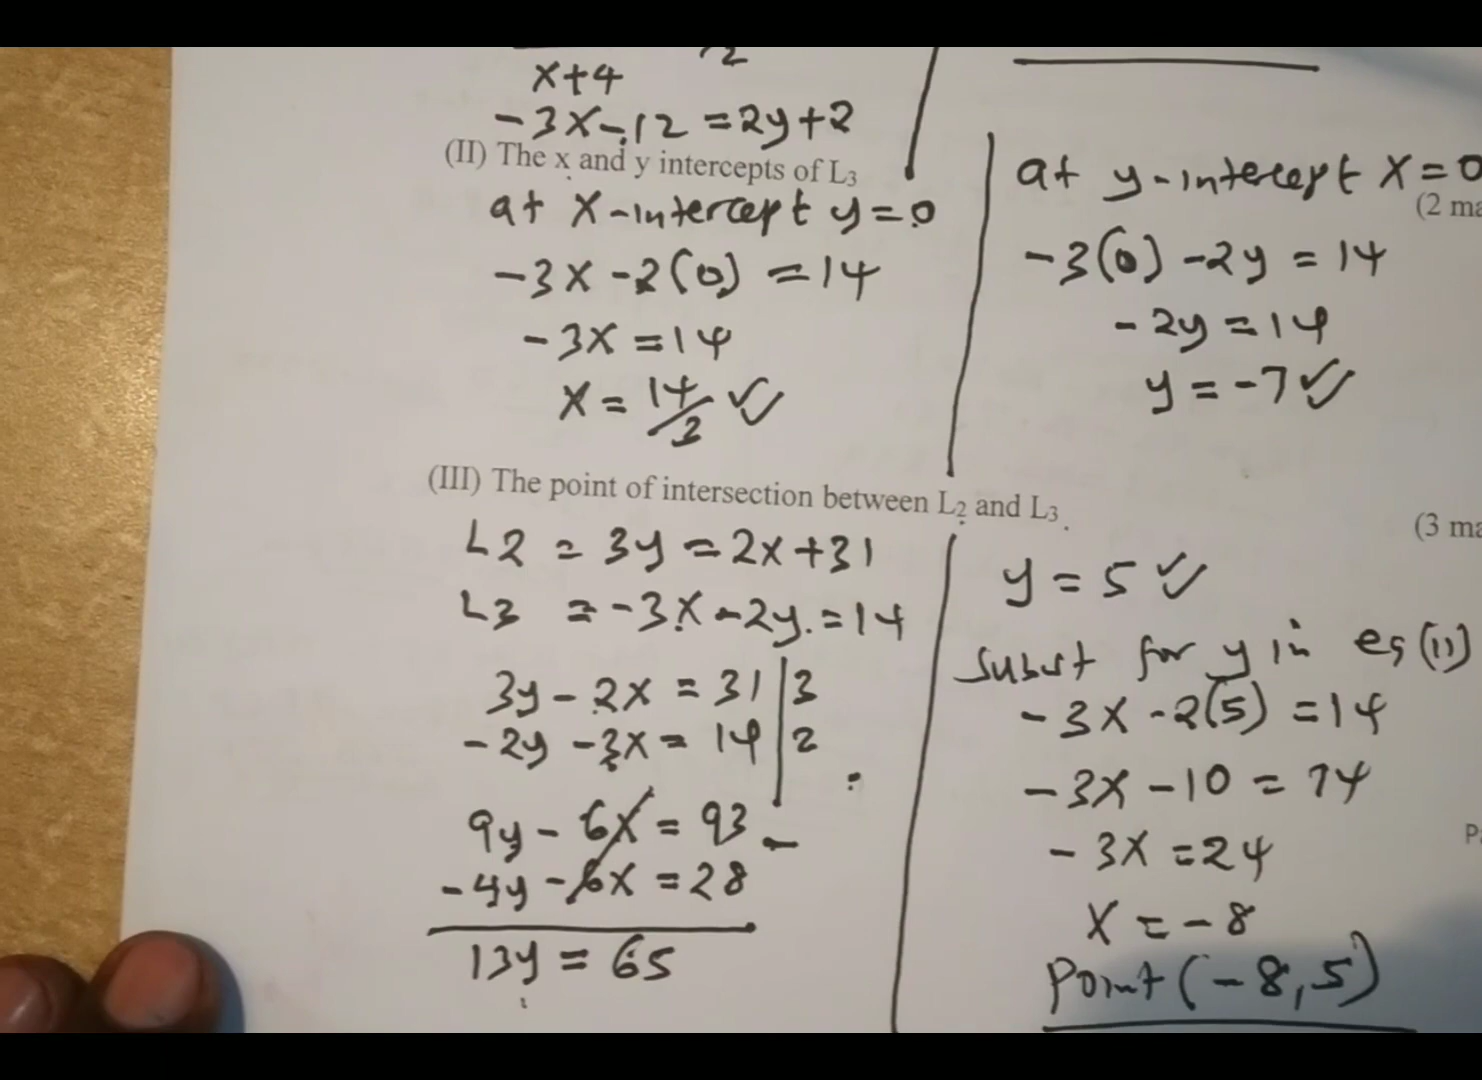 x+4
-3x-12 = 2y+2
(II) The x and y intercepts of L3
at x-intercept y=0
-3x -2(0) = 14
-3x = 14
x = 14/3
at y-intercept x=0
(2 ma
-3(0) -2y = 14
-2y = 14
y = -7
(III) The point of intersection between L2 and L3.
(3 ma
L2 = 3y = 2x+31
L3 = -3x-2y. = 14
3y - 2x = 31 | 3
-2y -3x = 14 | 2
9y - 6x = 93 -
-4y -6x = 28
13y = 65
y = 5
subst for y in eq (11)
-3x -2(5) = 14
-3x -10 = 14
-3x = 24
x = -8
Point (-8,5)